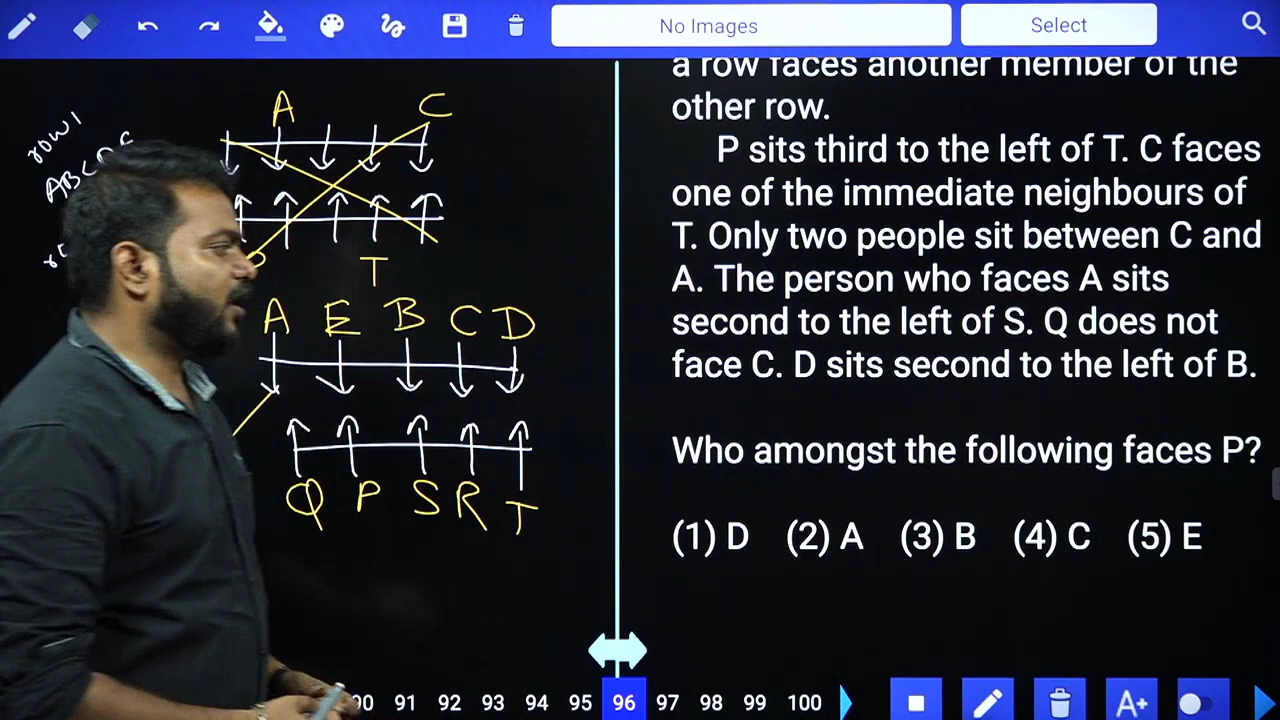 No Images
Select
a row faces another member of the
other row.
P sits third to the left of T. C faces
one of the immediate neighbours of
T. Only two people sit between C and
A. The person who faces A sits
second to the left of S. Q does not
face C. D sits second to the left of B.
Who amongst the following faces P?
(1) D (2) A (3) B (4) C (5) E
A C
row 1
T
A E B C D
Q P S R T
91 92 93 94 95 96 97 98 99 100
A+